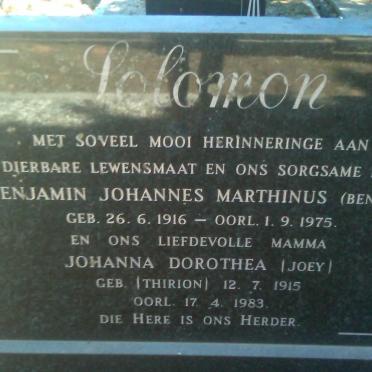 Solomon
MET SOVEEL MOOI HERINNERINGE AAN
DIERBARE LEWENSMAAT EN ONS SORGSAME
ENJAMIN JOHANNES MARTHINUS (BEN
GEB. 26. 6. 1916 — OORL. 1. 9. 1975.
EN ONS LIEFDEVOLLE MAMMA
JOHANNA DOROTHEA (JOEY)
GEB. (THIRION) 12. 7. 1915
OORL. 17. 4. 1983.
DIE HERE IS ONS HERDER.